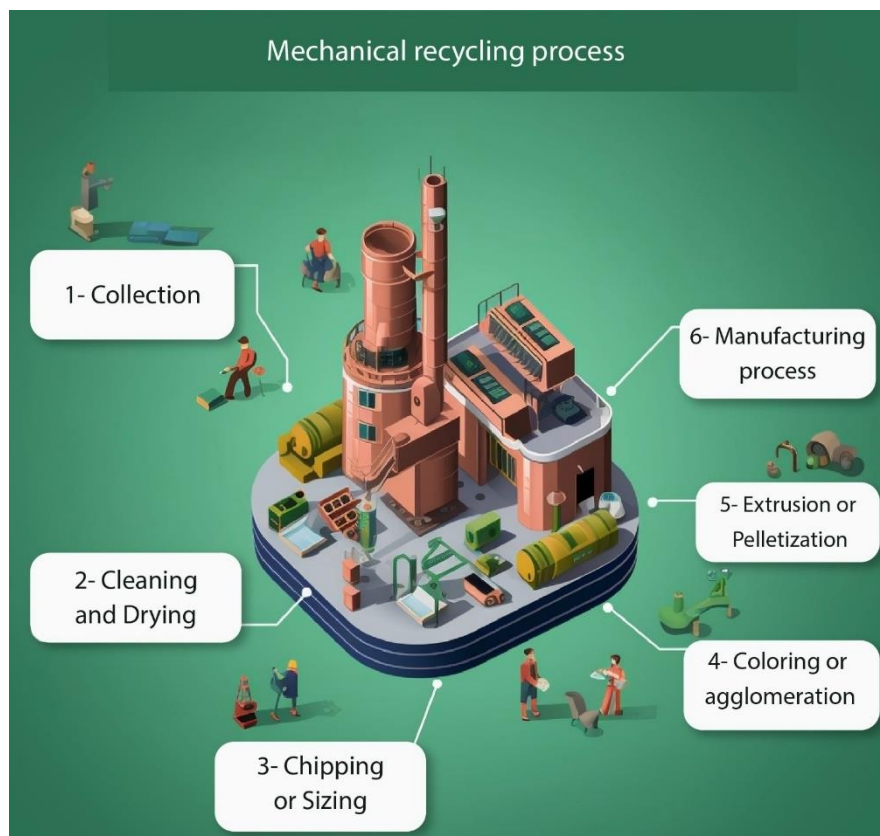 Mechanical recycling process
1- Collection
2- Cleaning
and Drying
3- Chipping
or Sizing
4- Coloring or
agglomeration
5- Extrusion or
Pelletization
6- Manufacturing
process